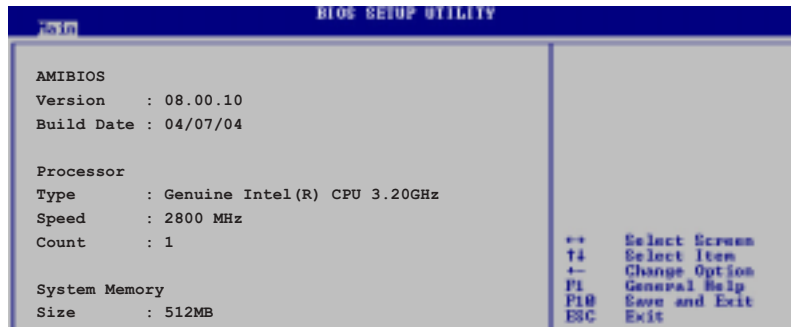 BIOS SETUP UTILITY
Main
AMIBIOS
Version : 08.00.10
Build Date : 04/07/04
Processor
Type : Genuine Intel(R) CPU 3.20GHz
Speed : 2800 MHz
Count : 1
System Memory
Size : 512MB
↔ Select Screen
↑↓ Select Item
+- Change Option
F1 General Help
F10 Save and Exit
ESC Exit